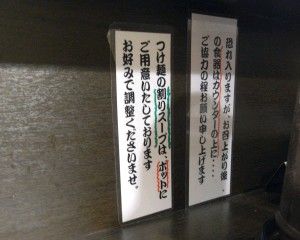 恐れ入りますが、お召上がり後、
の食器はカウンターの上に・・・・
ご協力の程お願い申し上げます
つけ麺の割りスープは、ポットに
ご用意いたしております
お好みで調整くださいませ。